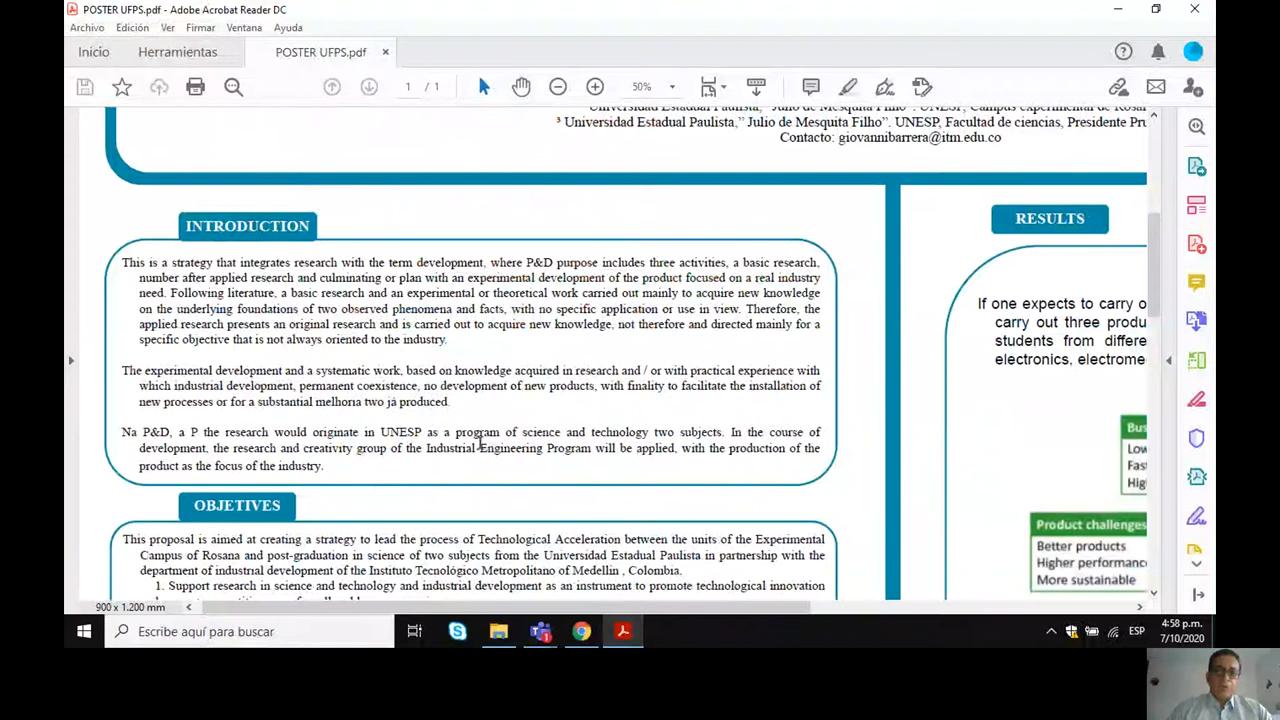 POSTER UFPS.pdf - Adobe Acrobat Reader DC
Archivo Edición Ver Firmar Ventana Ayuda
Inicio Herramientas POSTER UFPS.pdf ×
1 / 1 50%
³ Universidad Estadual Paulista,” Julio de Mesquita Filho”. UNESP, Facultad de ciencias, Presidente Pru
Contacto: giovannibarrera@itm.edu.co
INTRODUCTION
This is a strategy that integrates research with the term development, where P&D purpose includes three activities, a basic research,
number after applied research and culminating or plan with an experimental development of the product focused on a real industry
need. Following literature, a basic research and an experimental or theoretical work carried out mainly to acquire new knowledge
on the underlying foundations of two observed phenomena and facts, with no specific application or use in view. Therefore, the
applied research presents an original research and is carried out to acquire new knowledge, not therefore and directed mainly for a
specific objective that is not always oriented to the industry.
The experimental development and a systematic work, based on knowledge acquired in research and / or with practical experience with
which industrial development, permanent coexistence, no development of new products, with finality to facilitate the installation of
new processes or for a substantial melhoria two já produced.
Na P&D, a P the research would originate in UNESP as a program of science and technology two subjects. In the course of
development, the research and creativity group of the Industrial Engineering Program will be applied, with the production of the
product as the focus of the industry.
OBJETIVES
This proposal is aimed at creating a strategy to lead the process of Technological Acceleration between the units of the Experimental
Campus of Rosana and post-graduation in science of two subjects from the Universidad Estadual Paulista in partnership with the
department of industrial development of the Instituto Tecnológico Metropolitano of Medellin , Colombia.
1. Support research in science and technology and industrial development as an instrument to promote technological innovation
RESULTS
If one expects to carry o
carry out three produ
students from differe
electronics, electrome
Bus
Low
Fas
Hig
Product challenges
Better products
Higher performanc
More sustainable
900 x 1.200 mm
Escribe aquí para buscar
ESP
4:58 p.m.
7/10/2020